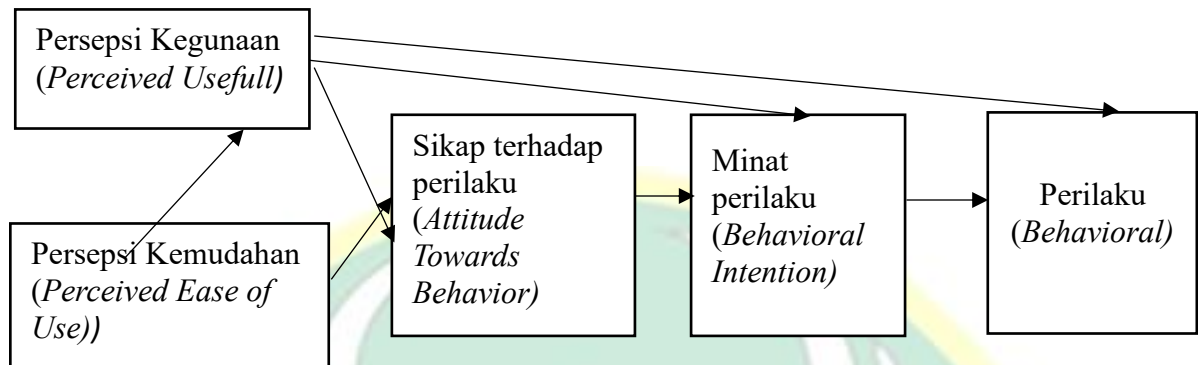 Persepsi Kegunaan
(Perceived Usefull)
Persepsi Kemudahan
(Perceived Ease of
Use))
Sikap terhadap
perilaku
(Attitude
Towards
Behavior)
Minat
perilaku
(Behavioral
Intention)
Perilaku
(Behavioral)